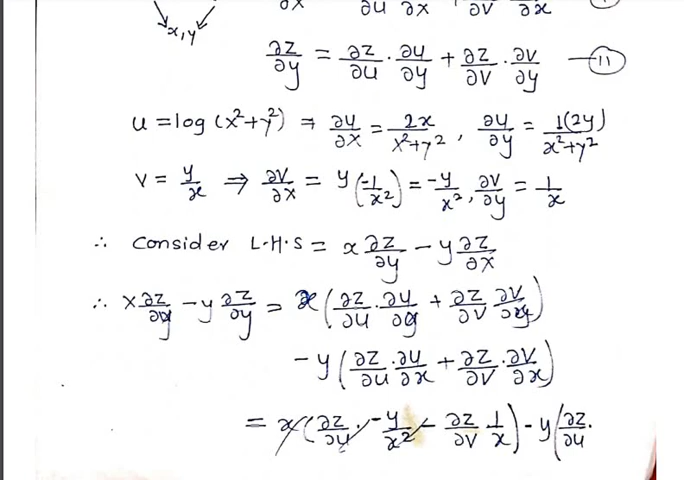 ∂x ∂u ∂x ∂v ∂x
x,y
∂z/∂y = ∂z/∂u · ∂u/∂y + ∂z/∂v · ∂v/∂y — (11)
u = log (x²+y²) ⇒ ∂u/∂x = 2x/x²+y² , ∂u/∂y = 1(2y)/x²+y²
v = y/x ⇒ ∂v/∂x = y(-1/x²) = -y/x² , ∂v/∂y = 1/x
∴ Consider L.H.S = x ∂z/∂y - y ∂z/∂x
∴ x ∂z/∂y - y ∂z/∂y = x (∂z/∂u · ∂u/∂y + ∂z/∂v ∂v/∂y)
- y (∂z/∂u · ∂u/∂x + ∂z/∂v · ∂v/∂x)
= x (∂z/∂u · -y/x² - ∂z/∂v 1/x) - y (∂z/∂u ·